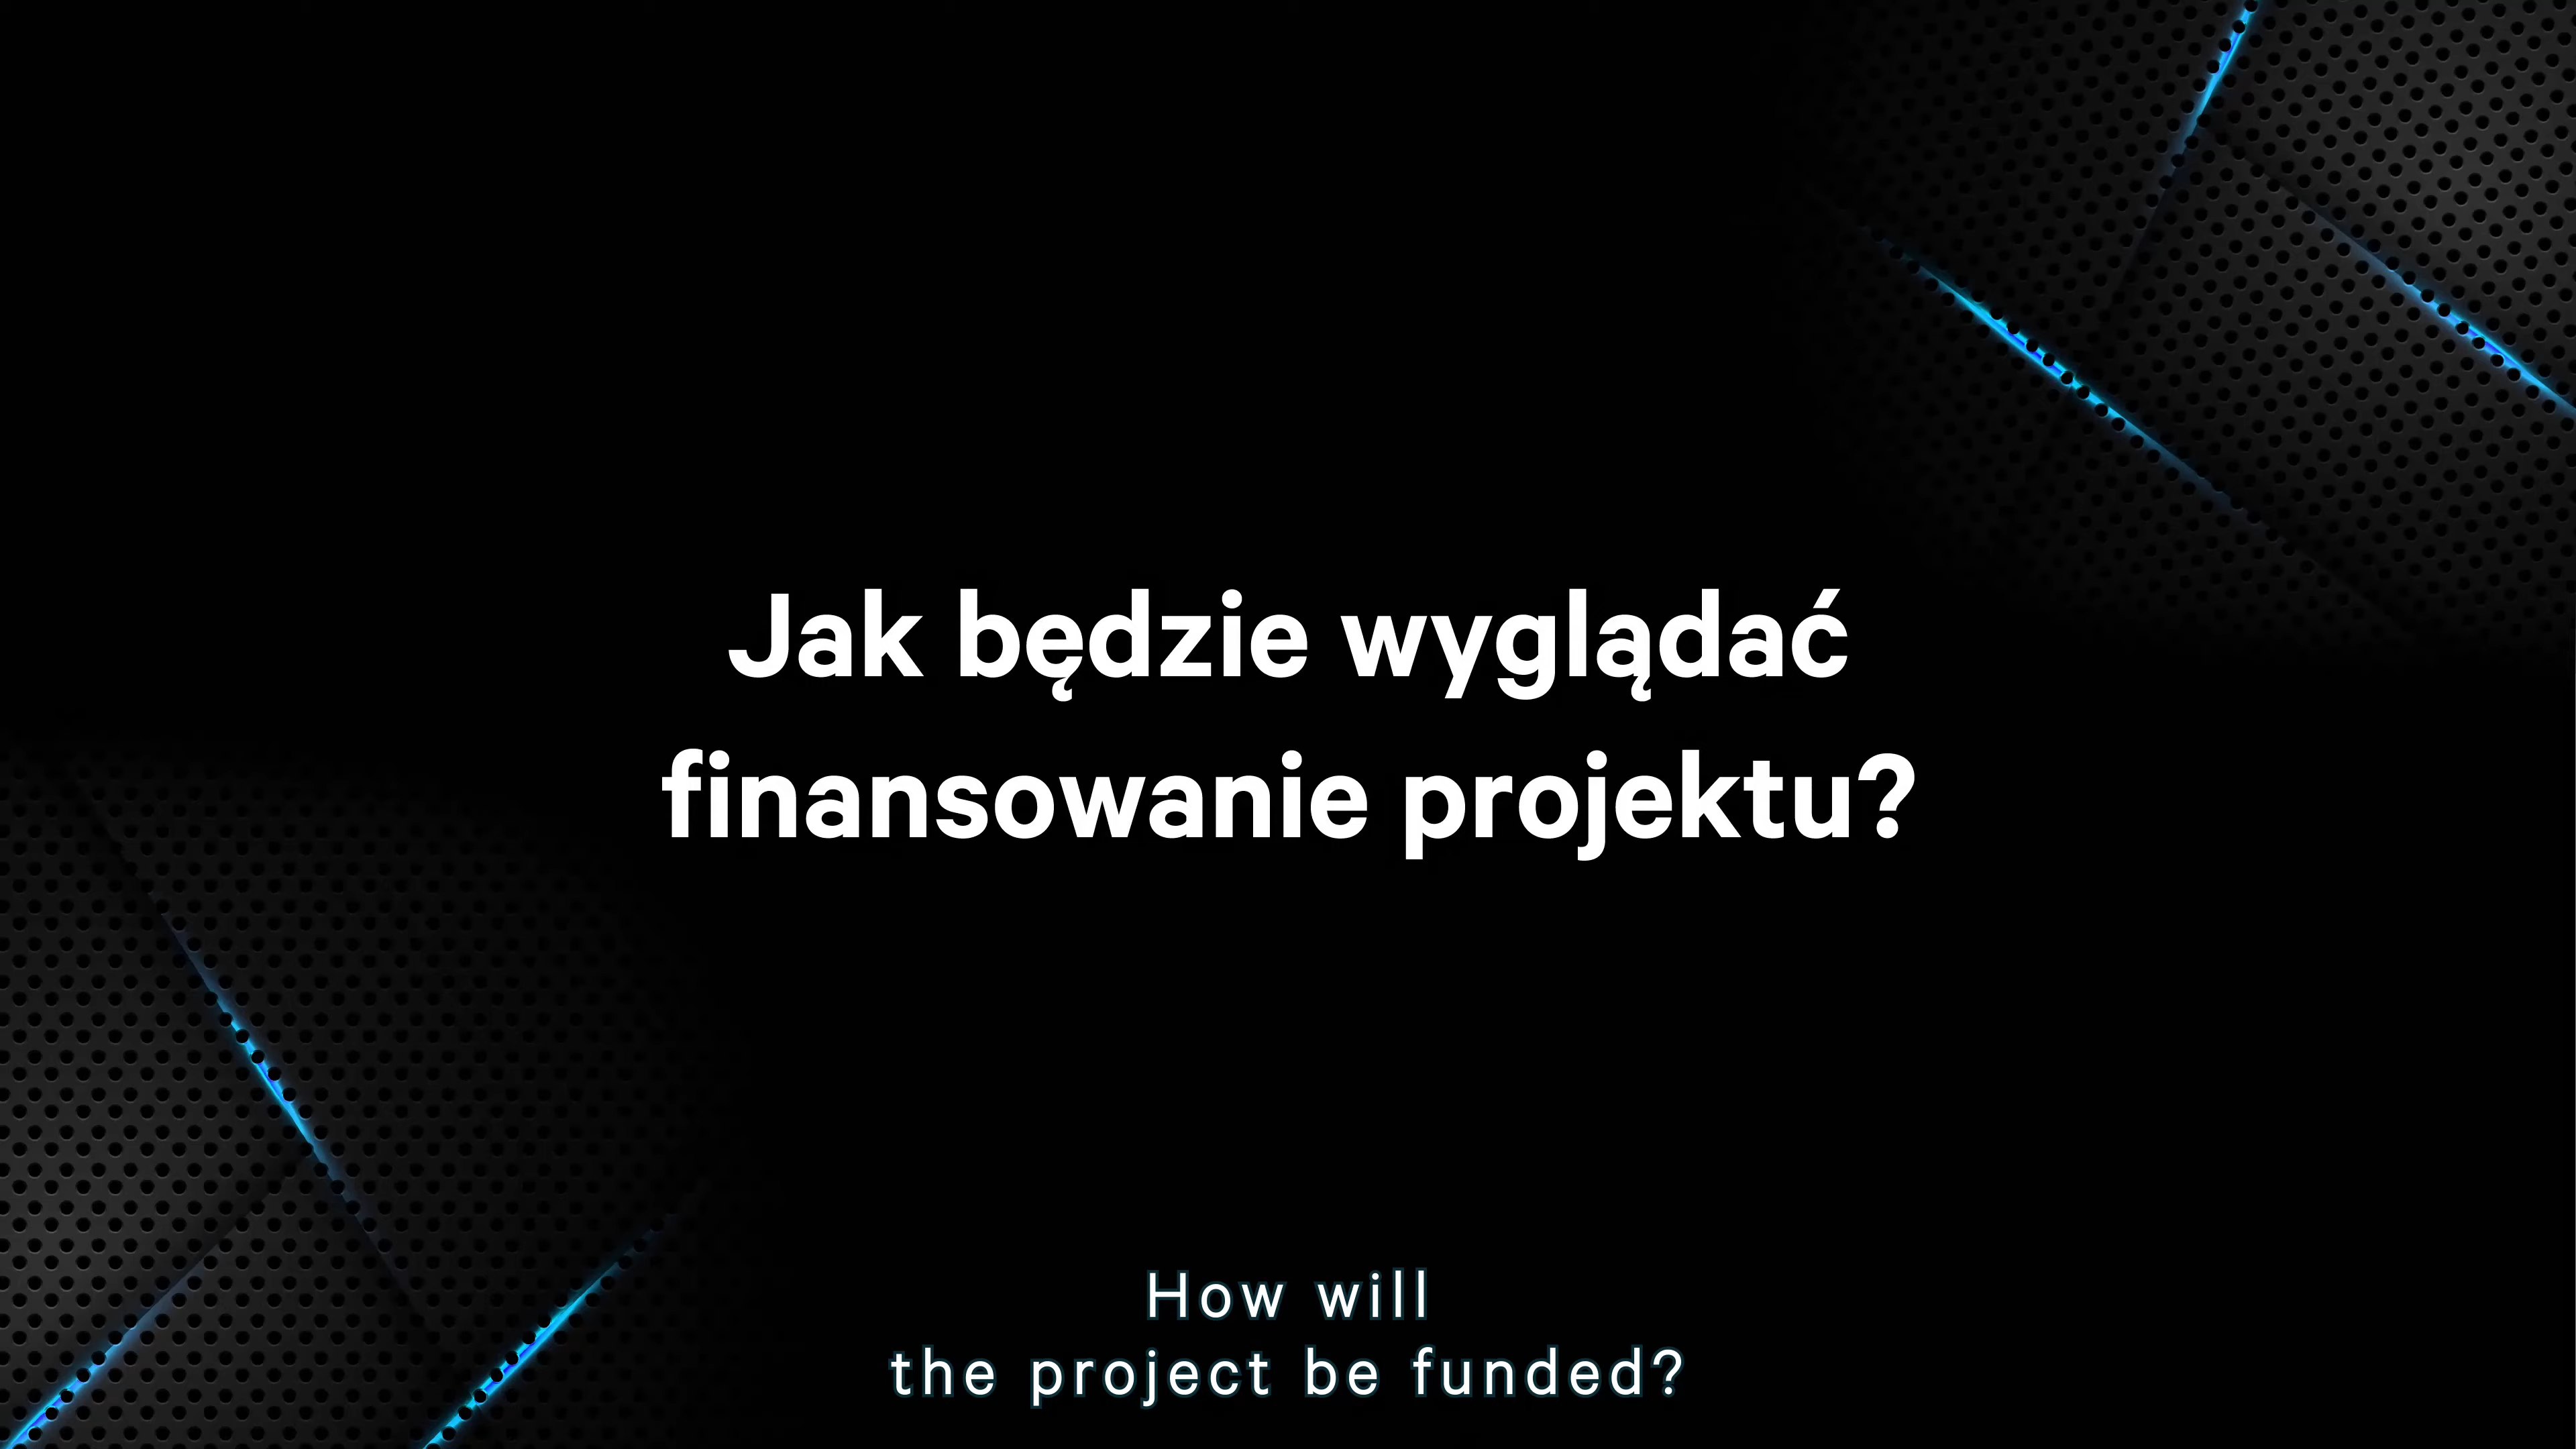 Jak będzie wyglądać
finansowanie projektu?
How will
the project be funded?